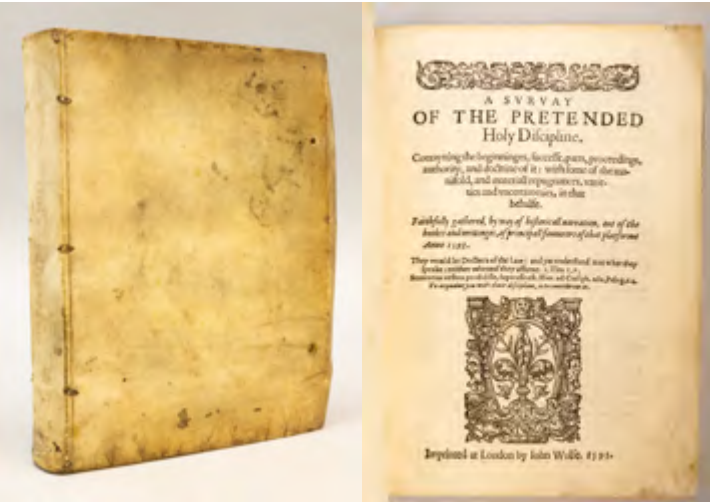 A SVRVAY
OF THE PRETENDED
Holy Discipline.
Contayning the beginninges, successe, parts, proceedings,
authority, and doctrine of it: with some of the ma-
nifold, and materiall repugnances, varie-
ties and vncertainties, in that
behalfe.
Faithfully gathered, by way of historicall narration, out of the
bookes and writinges, of principall fauourers of that platforme
Anno 1593.
They would be Doctors of the Law: and yet vnderstand not what they
speake: neither whereof they affirme. 1. Tim. 1. 7.
Imprinted at London by Iohn Wolfe. 1593.